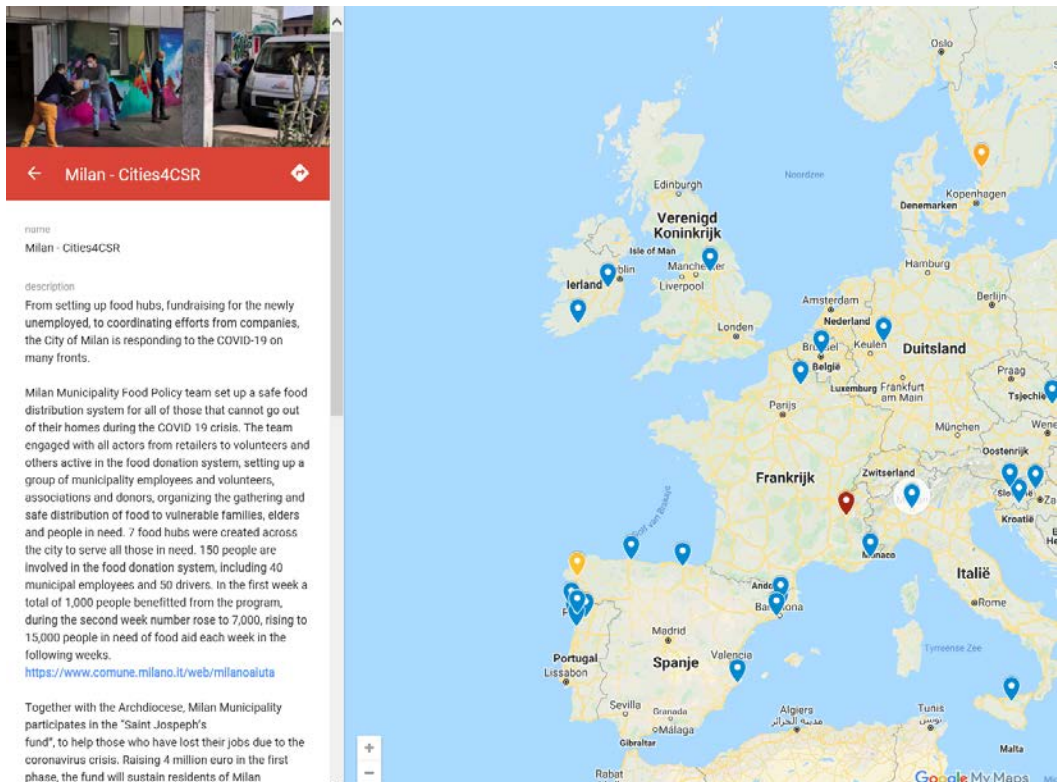 Milan - Cities4CSR
name
Milan - Cities4CSR
description
From setting up food hubs, fundraising for the newly
unemployed, to coordinating efforts from companies,
the City of Milan is responding to the COVID-19 on
many fronts.
Milan Municipality Food Policy team set up a safe food
distribution system for all of those that cannot go out
of their homes during the COVID 19 crisis. The team
engaged with all actors from retailers to volunteers and
others active in the food donation system, setting up a
group of municipality employees and volunteers,
associations and donors, organizing the gathering and
safe distribution of food to vulnerable families, elders
and people in need. 7 food hubs were created across
the city to serve all those in need. 150 people are
involved in the food donation system, including 40
municipal employees and 50 drivers. In the first week a
total of 1,000 people benefitted from the program,
during the second week number rose to 7,000, rising to
15,000 people in need of food aid each week in the
following weeks.
https://www.comune.milano.it/web/milanoaiuta
Together with the Archdiocese, Milan Municipality
participates in the "Saint Jospeph's
fund", to help those who have lost their jobs due to the
coronavirus crisis. Raising 4 million euro in the first
phase, the fund will sustain residents of Milan
Oslo
Noordzee
Edinburgh
Kopenhagen
Denemarken
Verenigd
Koninkrijk
Isle of Man
Manchester
Liverpool
Ierland
Hamburg
Berlijn
Amsterdam
Nederland
Londen
Keulen
Duitsland
België
Luxemburg
Frankfurt
am Main
Praag
Tsjechië
Parijs
München
Oostenrijk
Zwitserland
Frankrijk
Kroatië
Golf van Biskaje
Monaco
Italië
Rome
Barcelona
Madrid
Portugal
Lissabon
Spanje
Valencia
Tyrreense Zee
Sevilla
Granada
Málaga
Gibraltar
Algiers
مدينة الجزائر
Tunis
تونس
Malta
Rabat
+
−
Google My Maps